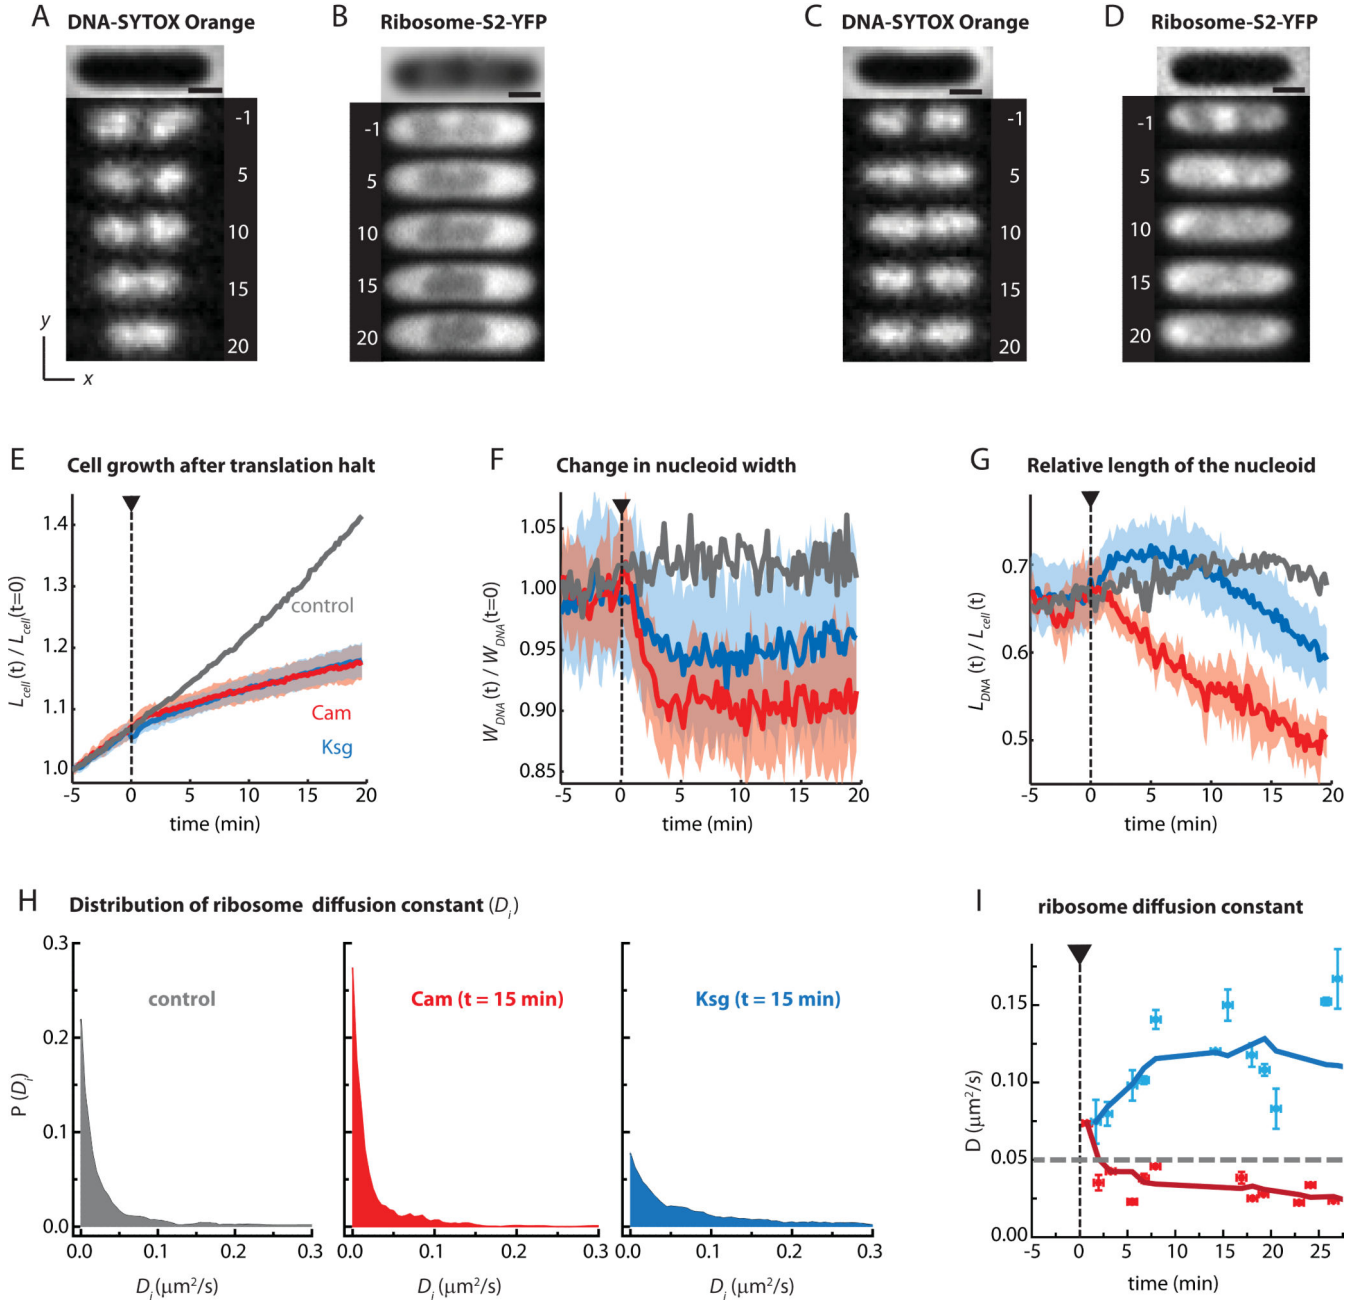 A DNA-SYTOX Orange
B Ribosome-S2-YFP
C DNA-SYTOX Orange
D Ribosome-S2-YFP
-1
5
10
15
20
-1
5
10
15
20
-1
5
10
15
20
-1
5
10
15
20
y
x
E Cell growth after translation halt
L_cell(t) / L_cell(t=0)
1.4
1.3
1.2
1.1
1.0
control
Cam
Ksg
-5 0 5 10 15 20
time (min)
F Change in nucleoid width
W_DNA(t) / W_DNA(t=0)
1.05
1.00
0.95
0.90
0.85
-5 0 5 10 15 20
time (min)
G Relative length of the nucleoid
L_DNA(t) / L_cell(t)
0.7
0.6
0.5
-5 0 5 10 15 20
time (min)
H Distribution of ribosome diffusion constant (D_i)
P (D_i)
0.3
0.2
0.1
0.0
control
0.0 0.1 0.2 0.3
D_i (μm²/s)
Cam (t = 15 min)
0.0 0.1 0.2 0.3
D_i (μm²/s)
Ksg (t = 15 min)
0.0 0.1 0.2 0.3
D_i (μm²/s)
I ribosome diffusion constant
D (μm²/s)
0.15
0.10
0.05
0.00
-5 0 5 10 15 20 25
time (min)